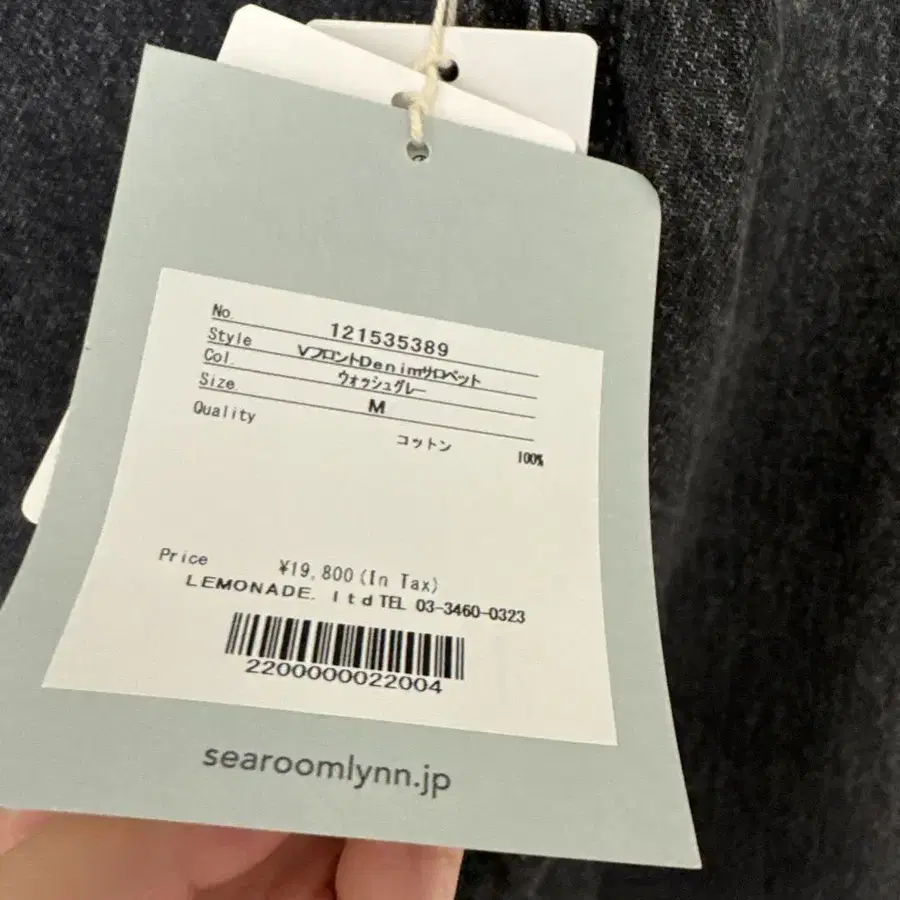 No. 121535389
Style VフロントDenimサロペット
Col. ウォッシュグレー
Size M
Quality コットン 100%
Price ¥19,800(In Tax)
LEMONADE. ltd TEL 03-3460-0323
2200000022004
searoomlynn.jp